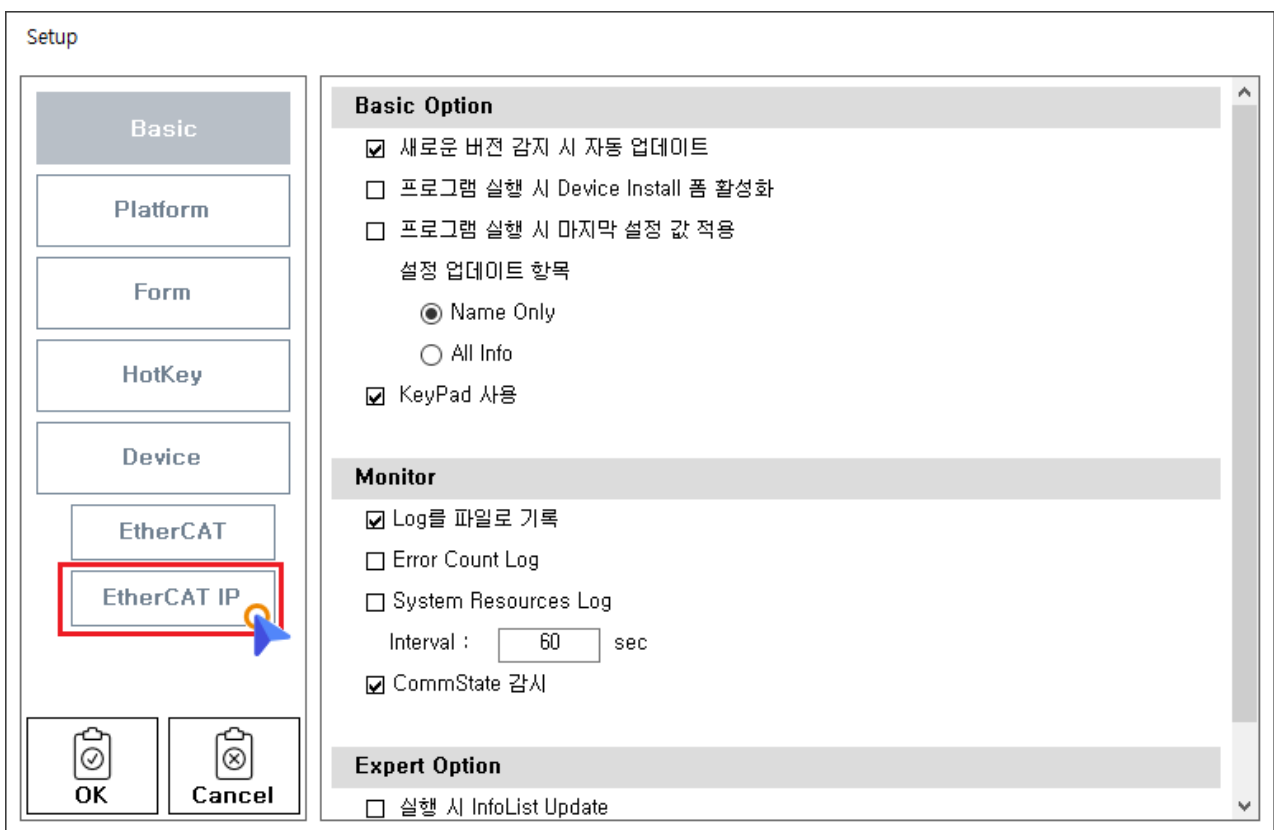 Setup
Basic
Platform
Form
HotKey
Device
EtherCAT
EtherCAT IP
OK
Cancel
Basic Option
새로운 버전 감지 시 자동 업데이트
프로그램 실행 시 Device Install 폼 활성화
프로그램 실행 시 마지막 설정 값 적용
설정 업데이트 항목
Name Only
All Info
KeyPad 사용
Monitor
Log를 파일로 기록
Error Count Log
System Resources Log
Interval : 60 sec
CommState 감시
Expert Option
실행 시 InfoList Update